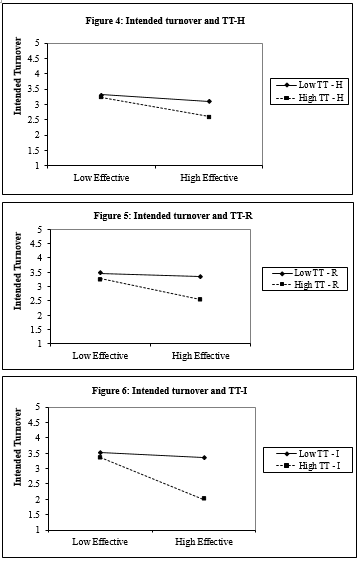 Figure 4: Intended turnover and TT-H
Intended Turnover
5
4.5
4
3.5
3
2.5
2
1.5
1
Low Effective
High Effective
Low TT - H
High TT - H
Figure 5: Intended turnover and TT-R
Intended Turnover
5
4.5
4
3.5
3
2.5
2
1.5
1
Low Effective
High Effective
Low TT - R
High TT - R
Figure 6: Intended turnover and TT-I
Intended Turnover
5
4.5
4
3.5
3
2.5
2
1.5
1
Low Effective
High Effective
Low TT - I
High TT - I